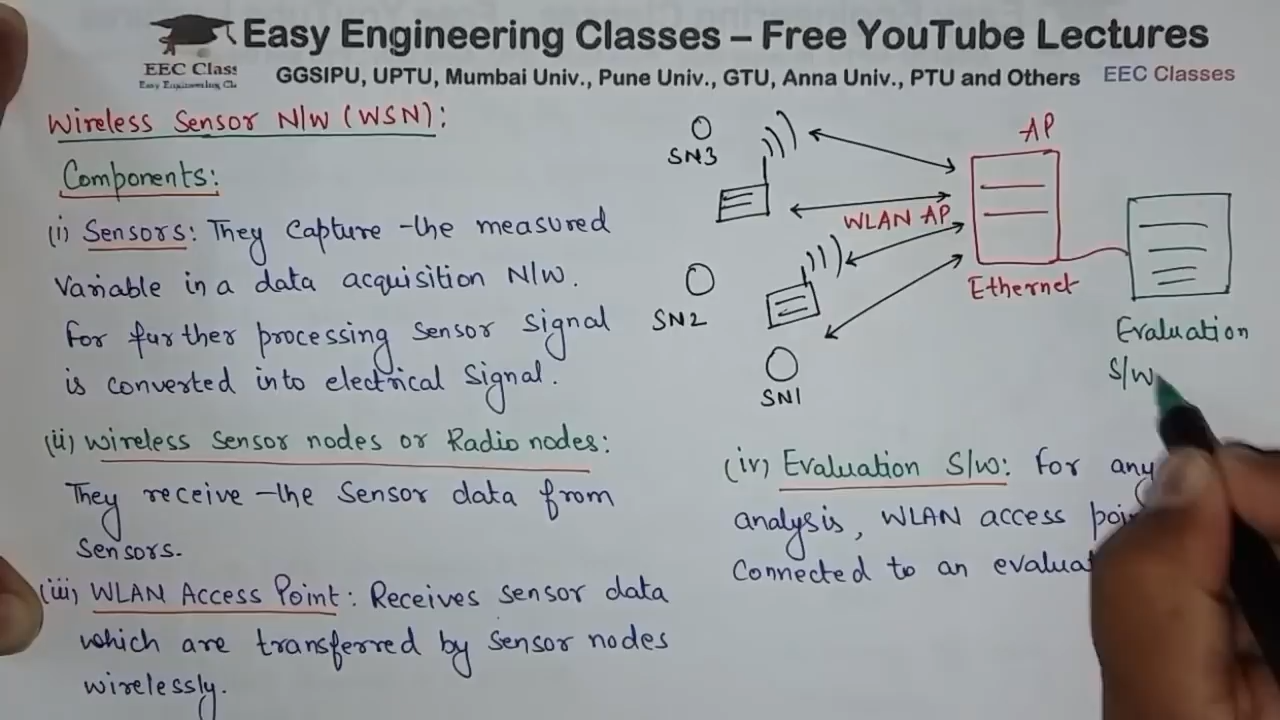 Easy Engineering Classes – Free YouTube Lectures
EEC Class
Easy Engineering Cl
GGSIPU, UPTU, Mumbai Univ., Pune Univ., GTU, Anna Univ., PTU and Others
EEC Classes
Wireless Sensor N/W (WSN):
Components:
(i) Sensors: They Capture the measured
Variable in a data acquisition N/W.
For further processing Sensor Signal
is converted into electrical Signal.
(ii) Wireless Sensor nodes or Radio nodes:
They receive the Sensor data from
Sensors.
(iii) WLAN Access Point: Receives sensor data
which are transferred by Sensor nodes
wirelessly.
SN3
SN2
SN1
WLAN AP
AP
Ethernet
Evaluation
S/W
(iv) Evaluation S/w: For any
analysis, WLAN access
Connected to an